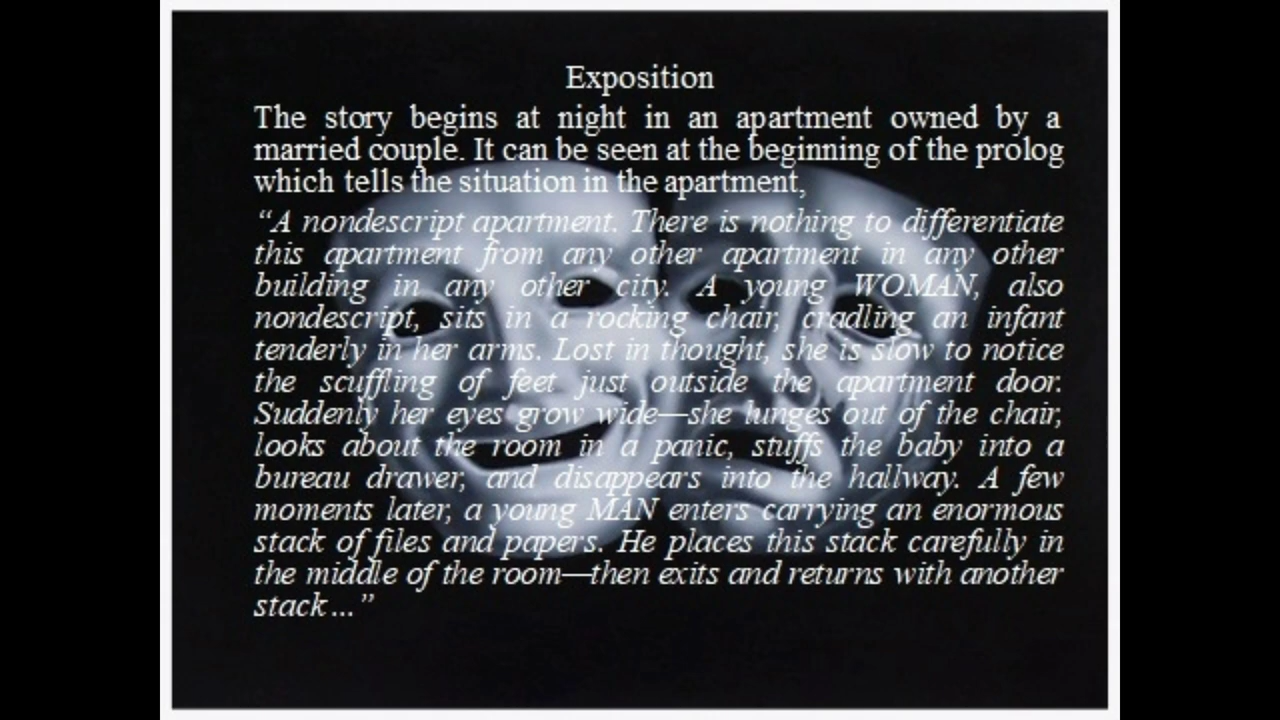 Exposition
The story begins at night in an apartment owned by a
married couple. It can be seen at the beginning of the prolog
which tells the situation in the apartment,
“A nondescript apartment. There is nothing to differentiate
this apartment from any other apartment in any other
building in any other city. A young WOMAN, also
nondescript, sits in a rocking chair, cradling an infant
tenderly in her arms. Lost in thought, she is slow to notice
the scuffling of feet just outside the apartment door.
Suddenly her eyes grow wide—she lunges out of the chair,
looks about the room in a panic, stuffs the baby into a
bureau drawer, and disappears into the hallway. A few
moments later, a young MAN enters carrying an enormous
stack of files and papers. He places this stack carefully in
the middle of the room—then exits and returns with another
stack…”